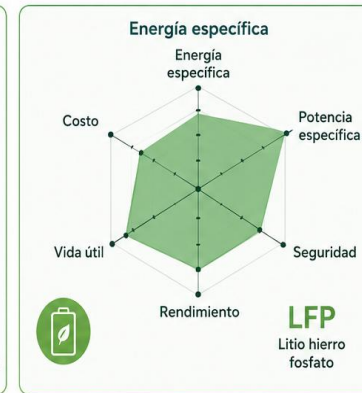 Energía específica
Energía
específica
Costo
Potencia
específica
Vida útil
Seguridad
Rendimiento
LFP
Litio hierro
fosfato